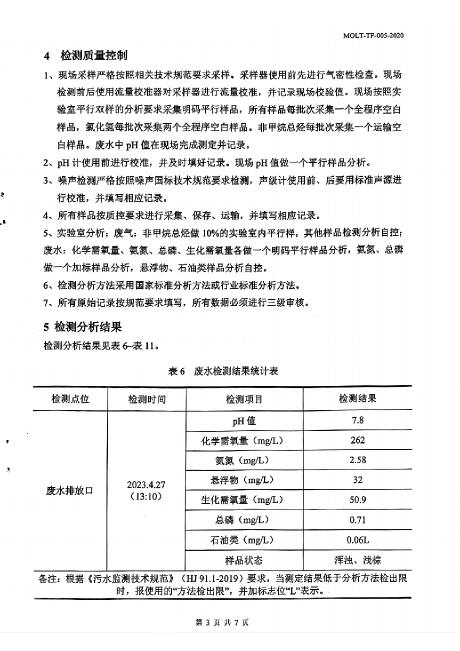 MOLT-TP-005-2020
4 检测质量控制
1、现场采样严格按照相关技术规范要求采样。采样器使用前先进行气密性检查。现场
检测前后使用流量校准器对采样器进行流量校准，并记录现场校验值。现场按照实
验室平行双样的分析要求采集明码平行样品，所有样品每批次采集一个全程序空白
样品，氯化氢每批次采集两个全程序空白样品。非甲烷总烃每批次采集一个运输空
白样品。废水中 pH 值在现场完成测定并记录。
2、pH 计使用前进行校准，并及时填好记录。现场 pH 值做一个平行样品分析。
3、噪声检测严格按照噪声国标技术规范要求检测，声级计使用前、后要用标准声源进
行校准，并填写相应记录。
4、所有样品按质控要求进行采集、保存、运输，并填写相应记录。
5、实验室分析：废气：非甲烷总烃做 10%的实验室内平行样，其他样品检测分析自控；
废水：化学需氧量、氨氮、总磷、生化需氧量各做一个明码平行样品分析，氨氮、总磷
做一个加标样品分析，悬浮物、石油类样品分析自控。
6、检测分析方法采用国家标准分析方法或行业标准分析方法。
7、所有原始记录按规范要求填写，所有数据必须进行三级审核。
5 检测分析结果
检测分析结果见表 6~表 11。
表 6 废水检测结果统计表
检测点位 检测时间 检测项目 检测结果
pH 值 7.8
化学需氧量（mg/L） 262
氨氮（mg/L） 2.58
悬浮物（mg/L） 32
废水排放口 2023.4.27（13:10） 生化需氧量（mg/L） 50.9
总磷（mg/L） 0.71
石油类（mg/L） 0.06L
样品状态 浑浊、浅棕
备注：根据《污水监测技术规范》（HJ 91.1-2019）要求，当测定结果低于分析方法检出限
时，报使用的“方法检出限”，并加标志位“L”表示。
第 3 页 共 7 页